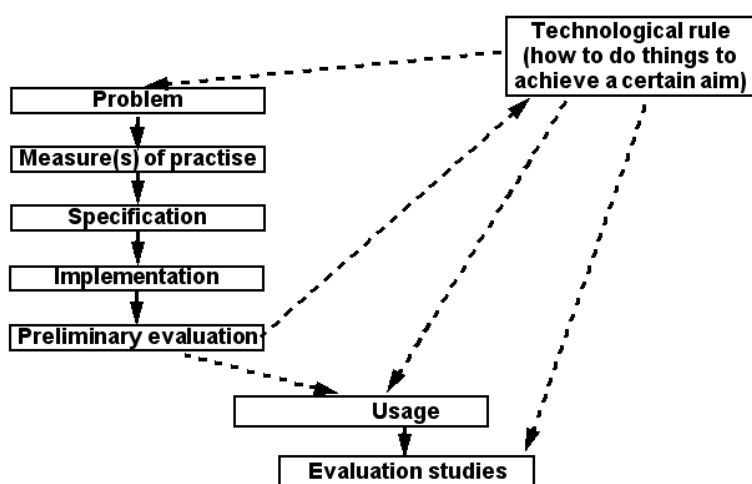 Technological rule
(how to do things to
achieve a certain aim)
Problem
Measure(s) of practise
Specification
Implementation
Preliminary evaluation
Usage
Evaluation studies